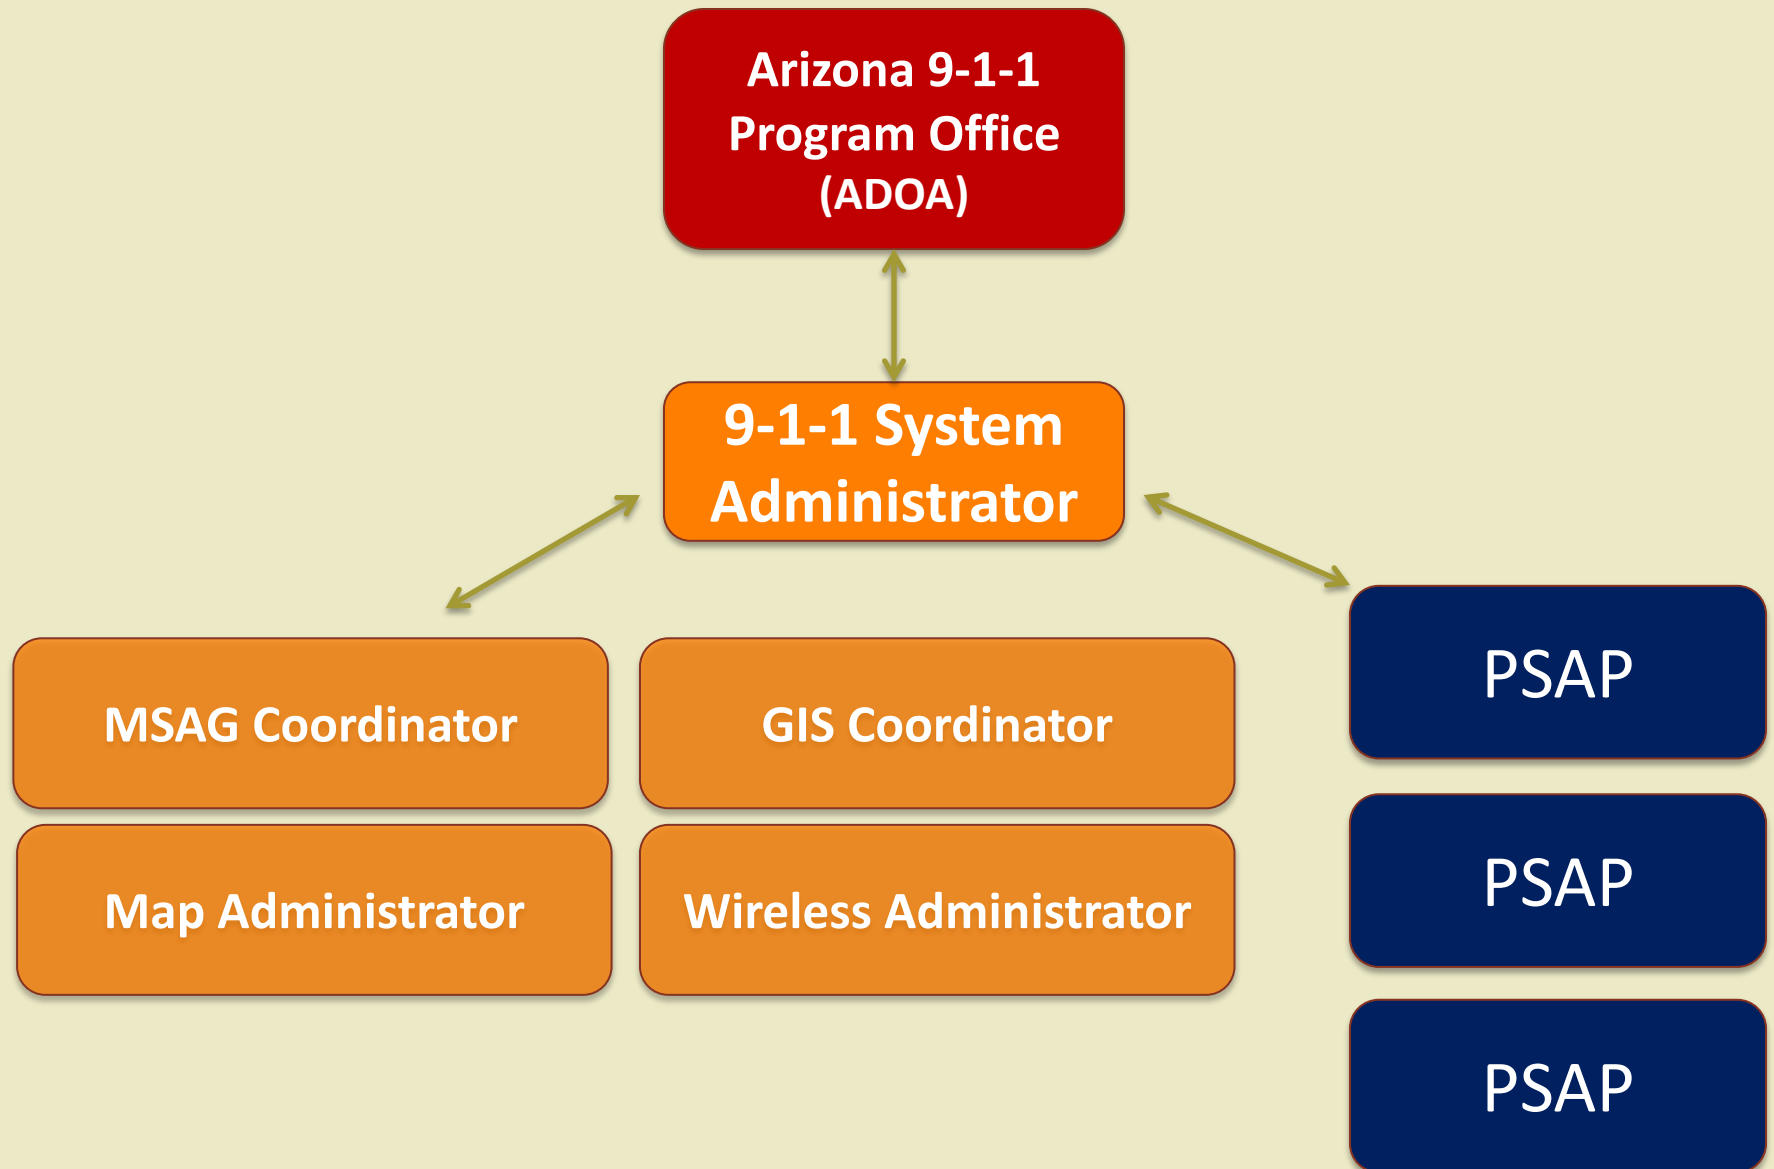 Arizona 9-1-1
Program Office
(ADOA)
9-1-1 System
Administrator
MSAG Coordinator
GIS Coordinator
Map Administrator
Wireless Administrator
PSAP
PSAP
PSAP